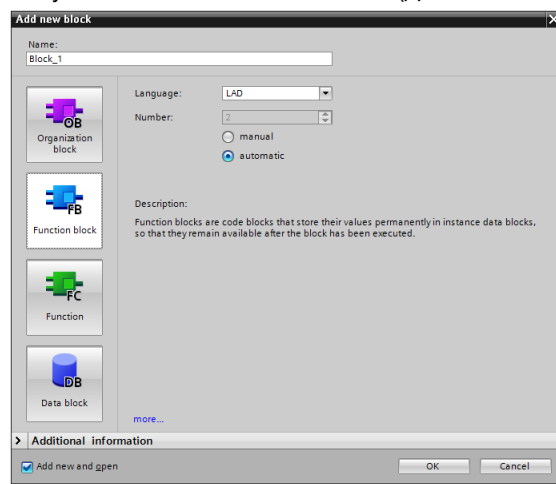 Add new block
Name:
Block_1
OB
Organization
block
FB
Function block
FC
Function
DB
Data block
Language:
LAD
Number:
2
manual
automatic
Description:
Function blocks are code blocks that store their values permanently in instance data blocks,
so that they remain available after the block has been executed.
more...
Additional information
Add new and open
OK
Cancel